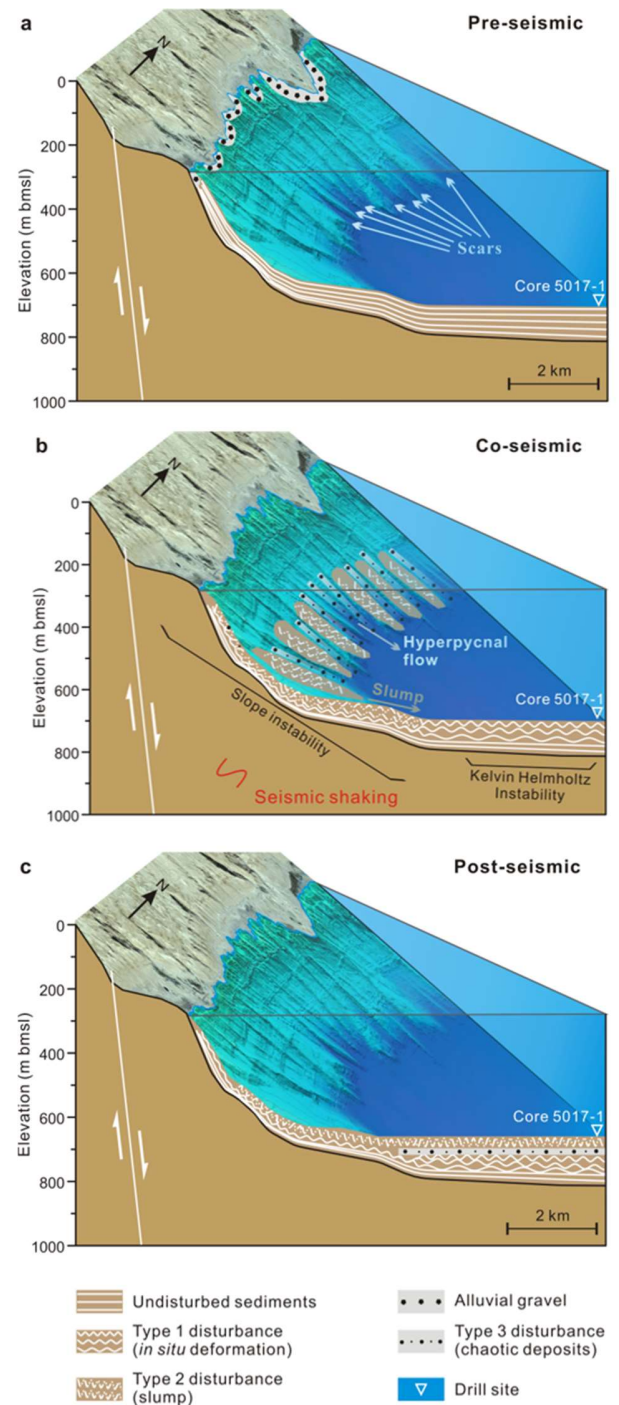 a
Pre-seismic
N
0
200
400
600
800
1000
Elevation (m bmsl)
Scars
Core 5017-1
2 km
b
Co-seismic
N
0
200
400
600
800
1000
Elevation (m bmsl)
Hyperpycnal
flow
Slump
Core 5017-1
Slope instability
Kelvin Helmholtz
Instability
Seismic shaking
c
Post-seismic
N
0
200
400
600
800
1000
Elevation (m bmsl)
Core 5017-1
2 km
Undisturbed sediments
Alluvial gravel
Type 1 disturbance
(in situ deformation)
Type 3 disturbance
(chaotic deposits)
Type 2 disturbance
(slump)
Drill site